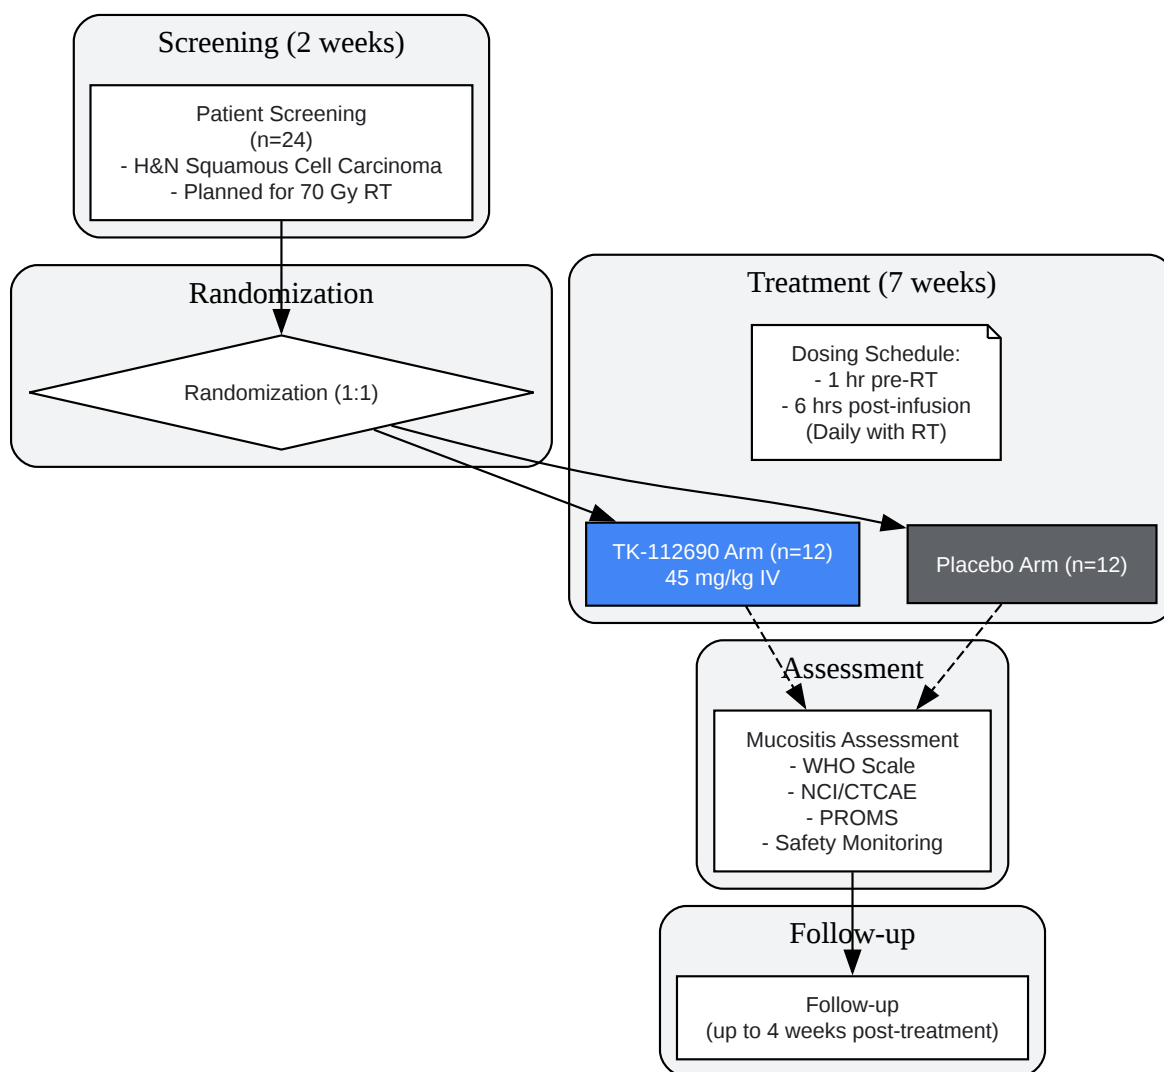 Screening (2 weeks)
Patient Screening
(n=24)
- H&N Squamous Cell Carcinoma
- Planned for 70 Gy RT
Randomization
Randomization (1:1)
Treatment (7 weeks)
Dosing Schedule:
- 1 hr pre-RT
- 6 hrs post-infusion
(Daily with RT)
TK-112690 Arm (n=12)
45 mg/kg IV
Placebo Arm (n=12)
Assessment
Mucositis Assessment
- WHO Scale
- NCI/CTCAE
- PROMS
- Safety Monitoring
Follow-up
Follow-up
(up to 4 weeks post-treatment)